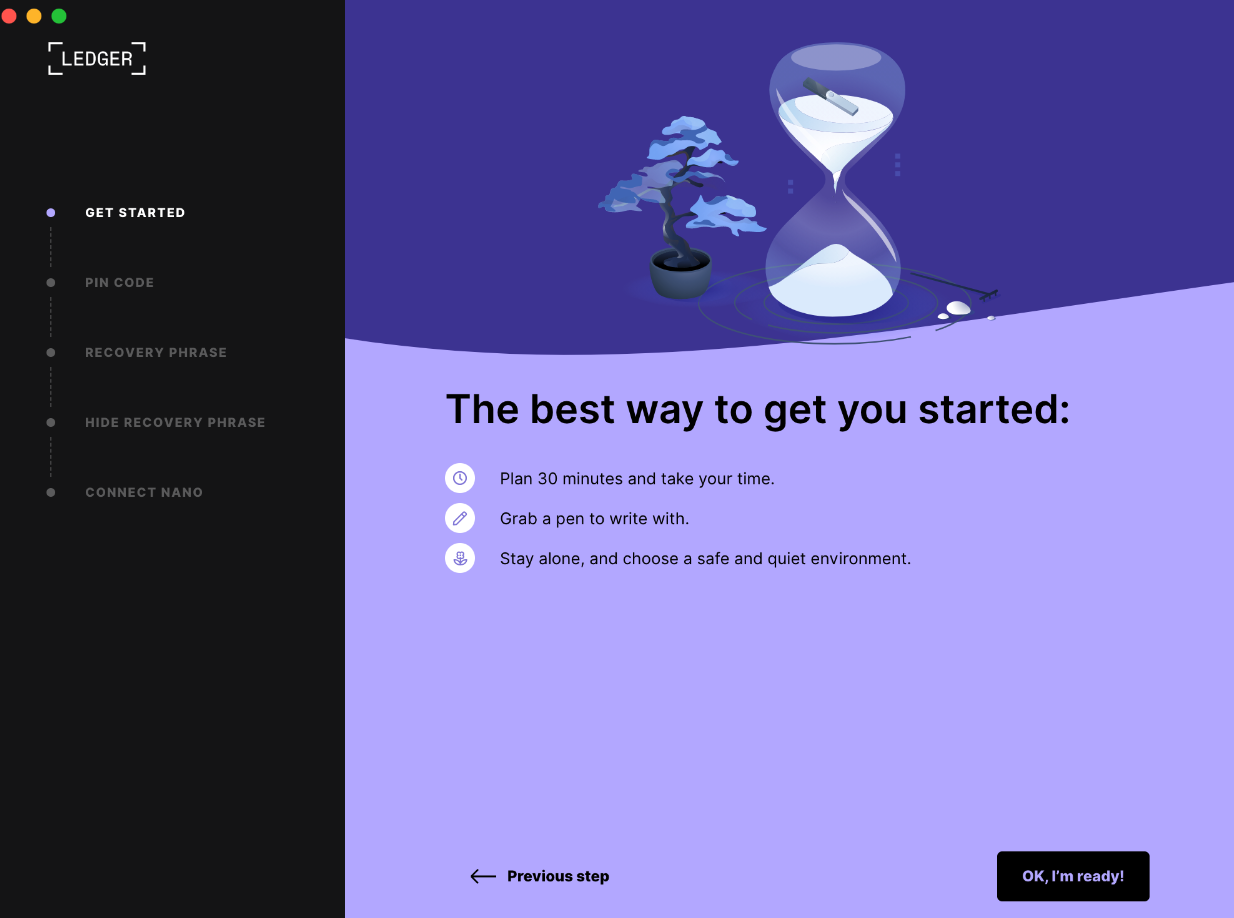 LEDGER
GET STARTED
PIN CODE
RECOVERY PHRASE
HIDE RECOVERY PHRASE
CONNECT NANO
The best way to get you started:
Plan 30 minutes and take your time.
Grab a pen to write with.
Stay alone, and choose a safe and quiet environment.
Previous step
OK, I’m ready!